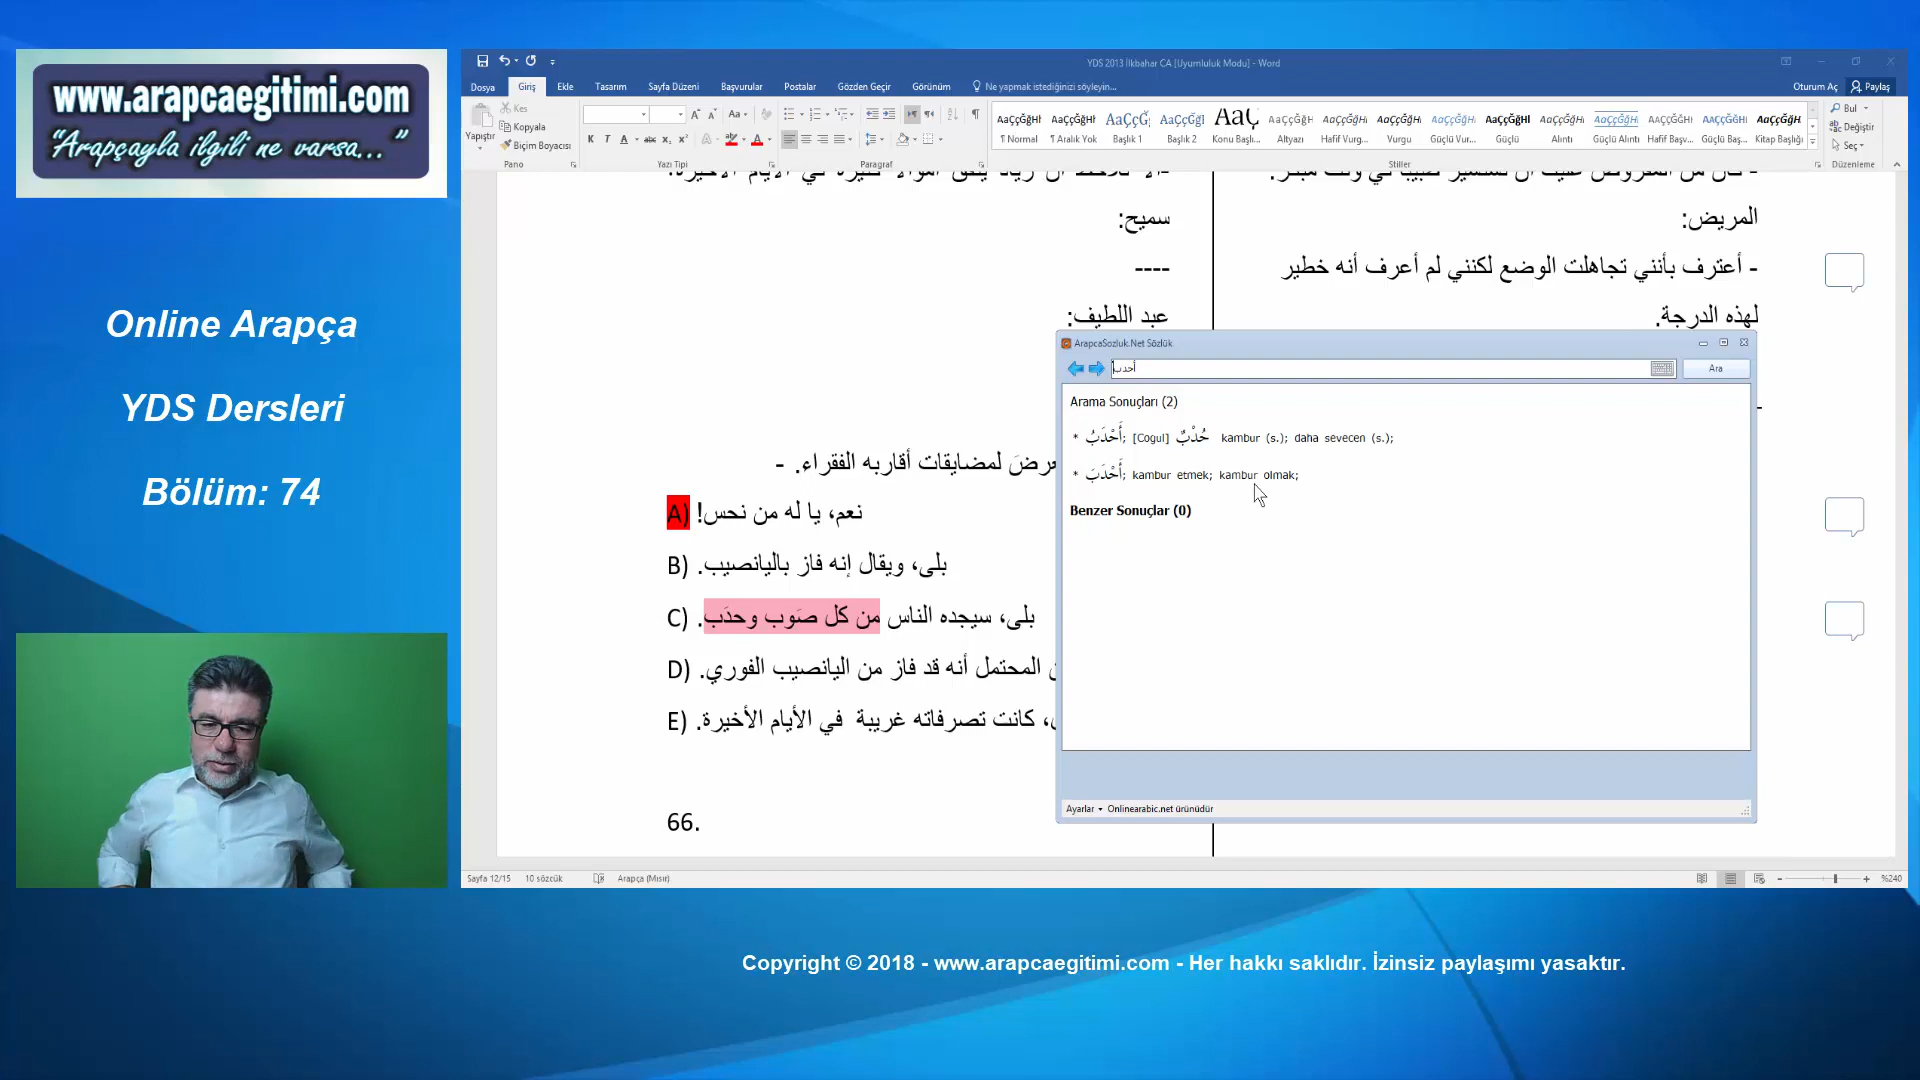 www.arapcaegitimi.com
“Arapçayla ilgili ne varsa...”
Online Arapça
YDS Dersleri
Bölüm: 74
YDS 2013 İlkbahar CA [Uyumluluk Modu] - Word
Dosya Giriş Ekle Tasarım Sayfa Düzeni Başvurular Postalar Gözden Geçir Görünüm Ne yapmak istediğinizi söyleyin... Oturum Aç Paylaş
Yapıştır
Kes
Kopyala
Biçim Boyacısı
Pano
Yazı Tipi
Paragraf
¶ Normal ¶ Aralık Yok Başlık 1 Başlık 2 Konu Başlı... Altyazı Hafif Vurg... Vurgu Güçlü Vur... Güçlü Alıntı Güçlü Alıntı Hafif Başv... Güçlü Baş... Kitap Başlığı
Stiller
Bul
Değiştir
Seç
Düzenleme
المريض:
- أعترف بأنني تجاهلت الوضع لكنني لم أعرف أنه خطير
لهذه الدرجة.
سميح:
----
عبد اللطيف:
لمضايقات أقاربه الفقراء. -
A) نعم، يا له من نحس!
B) بلى، ويقال إنه فاز باليانصيب.
C) بلى، سيجده الناس من كل صَوب وحدَب.
D) المحتمل أنه قد فاز من اليانصيب الفوري.
E) كانت تصرفاته غريبة في الأيام الأخيرة.
66.
ArapcaSozluk.Net Sözlük
أحدب
Ara
Arama Sonuçları (2)
* أَحْدَبُ; [Cogul] حُدْبٌ kambur (s.); daha sevecen (s.);
* أَحْدَبَ; kambur etmek; kambur olmak;
Benzer Sonuçlar (0)
Ayarlar Onlinearabic.net ürünüdür
Sayfa 12/15 10 sözcük Arapça (Mısır) %240
Copyright © 2018 - www.arapcaegitimi.com - Her hakkı saklıdır. İzinsiz paylaşımı yasaktır.